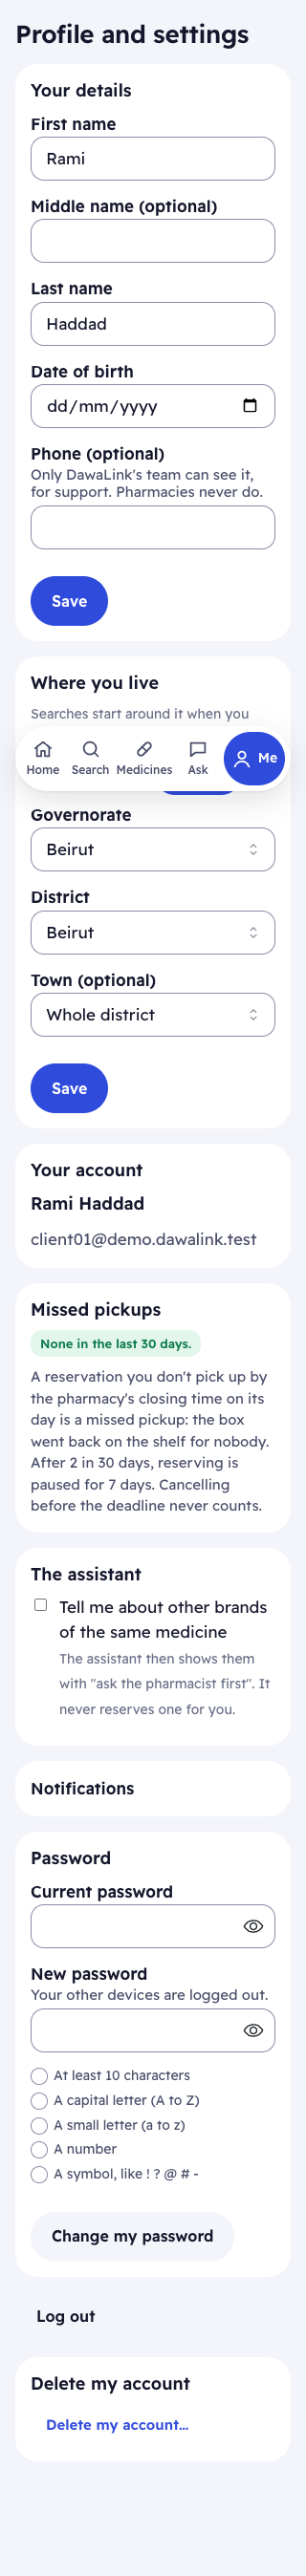 Profile and settings
Your details
First name
Rami
Middle name (optional)
Last name
Haddad
Date of birth
dd/mm/yyyy
Phone (optional)
Only DawaLink's team can see it,
for support. Pharmacies never do.
Save
Where you live
Searches start around it when you
Home
Search
Medicines
Ask
Me
Governorate
Beirut
District
Beirut
Town (optional)
Whole district
Save
Your account
Rami Haddad
client01@demo.dawalink.test
Missed pickups
None in the last 30 days.
A reservation you don't pick up by
the pharmacy's closing time on its
day is a missed pickup: the box
went back on the shelf for nobody.
After 2 in 30 days, reserving is
paused for 7 days. Cancelling
before the deadline never counts.
The assistant
Tell me about other brands
of the same medicine
The assistant then shows them
with "ask the pharmacist first". It
never reserves one for you.
Notifications
Password
Current password
New password
Your other devices are logged out.
At least 10 characters
A capital letter (A to Z)
A small letter (a to z)
A number
A symbol, like ! ? @ # -
Change my password
Log out
Delete my account
Delete my account...